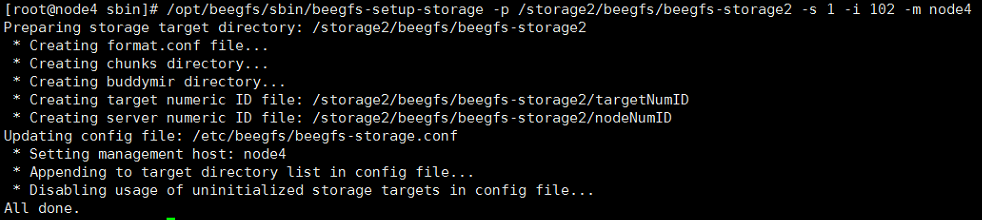 [root@node4 sbin]# /opt/beegfs/sbin/beegfs-setup-storage -p /storage2/beegfs/beegfs-storage2 -s 1 -i 102 -m node4
Preparing storage target directory: /storage2/beegfs/beegfs-storage2
 * Creating format.conf file...
 * Creating chunks directory...
 * Creating buddymir directory...
 * Creating target numeric ID file: /storage2/beegfs/beegfs-storage2/targetNumID
 * Creating server numeric ID file: /storage2/beegfs/beegfs-storage2/nodeNumID
Updating config file: /etc/beegfs/beegfs-storage.conf
 * Setting management host: node4
 * Appending to target directory list in config file...
 * Disabling usage of uninitialized storage targets in config file...
All done.